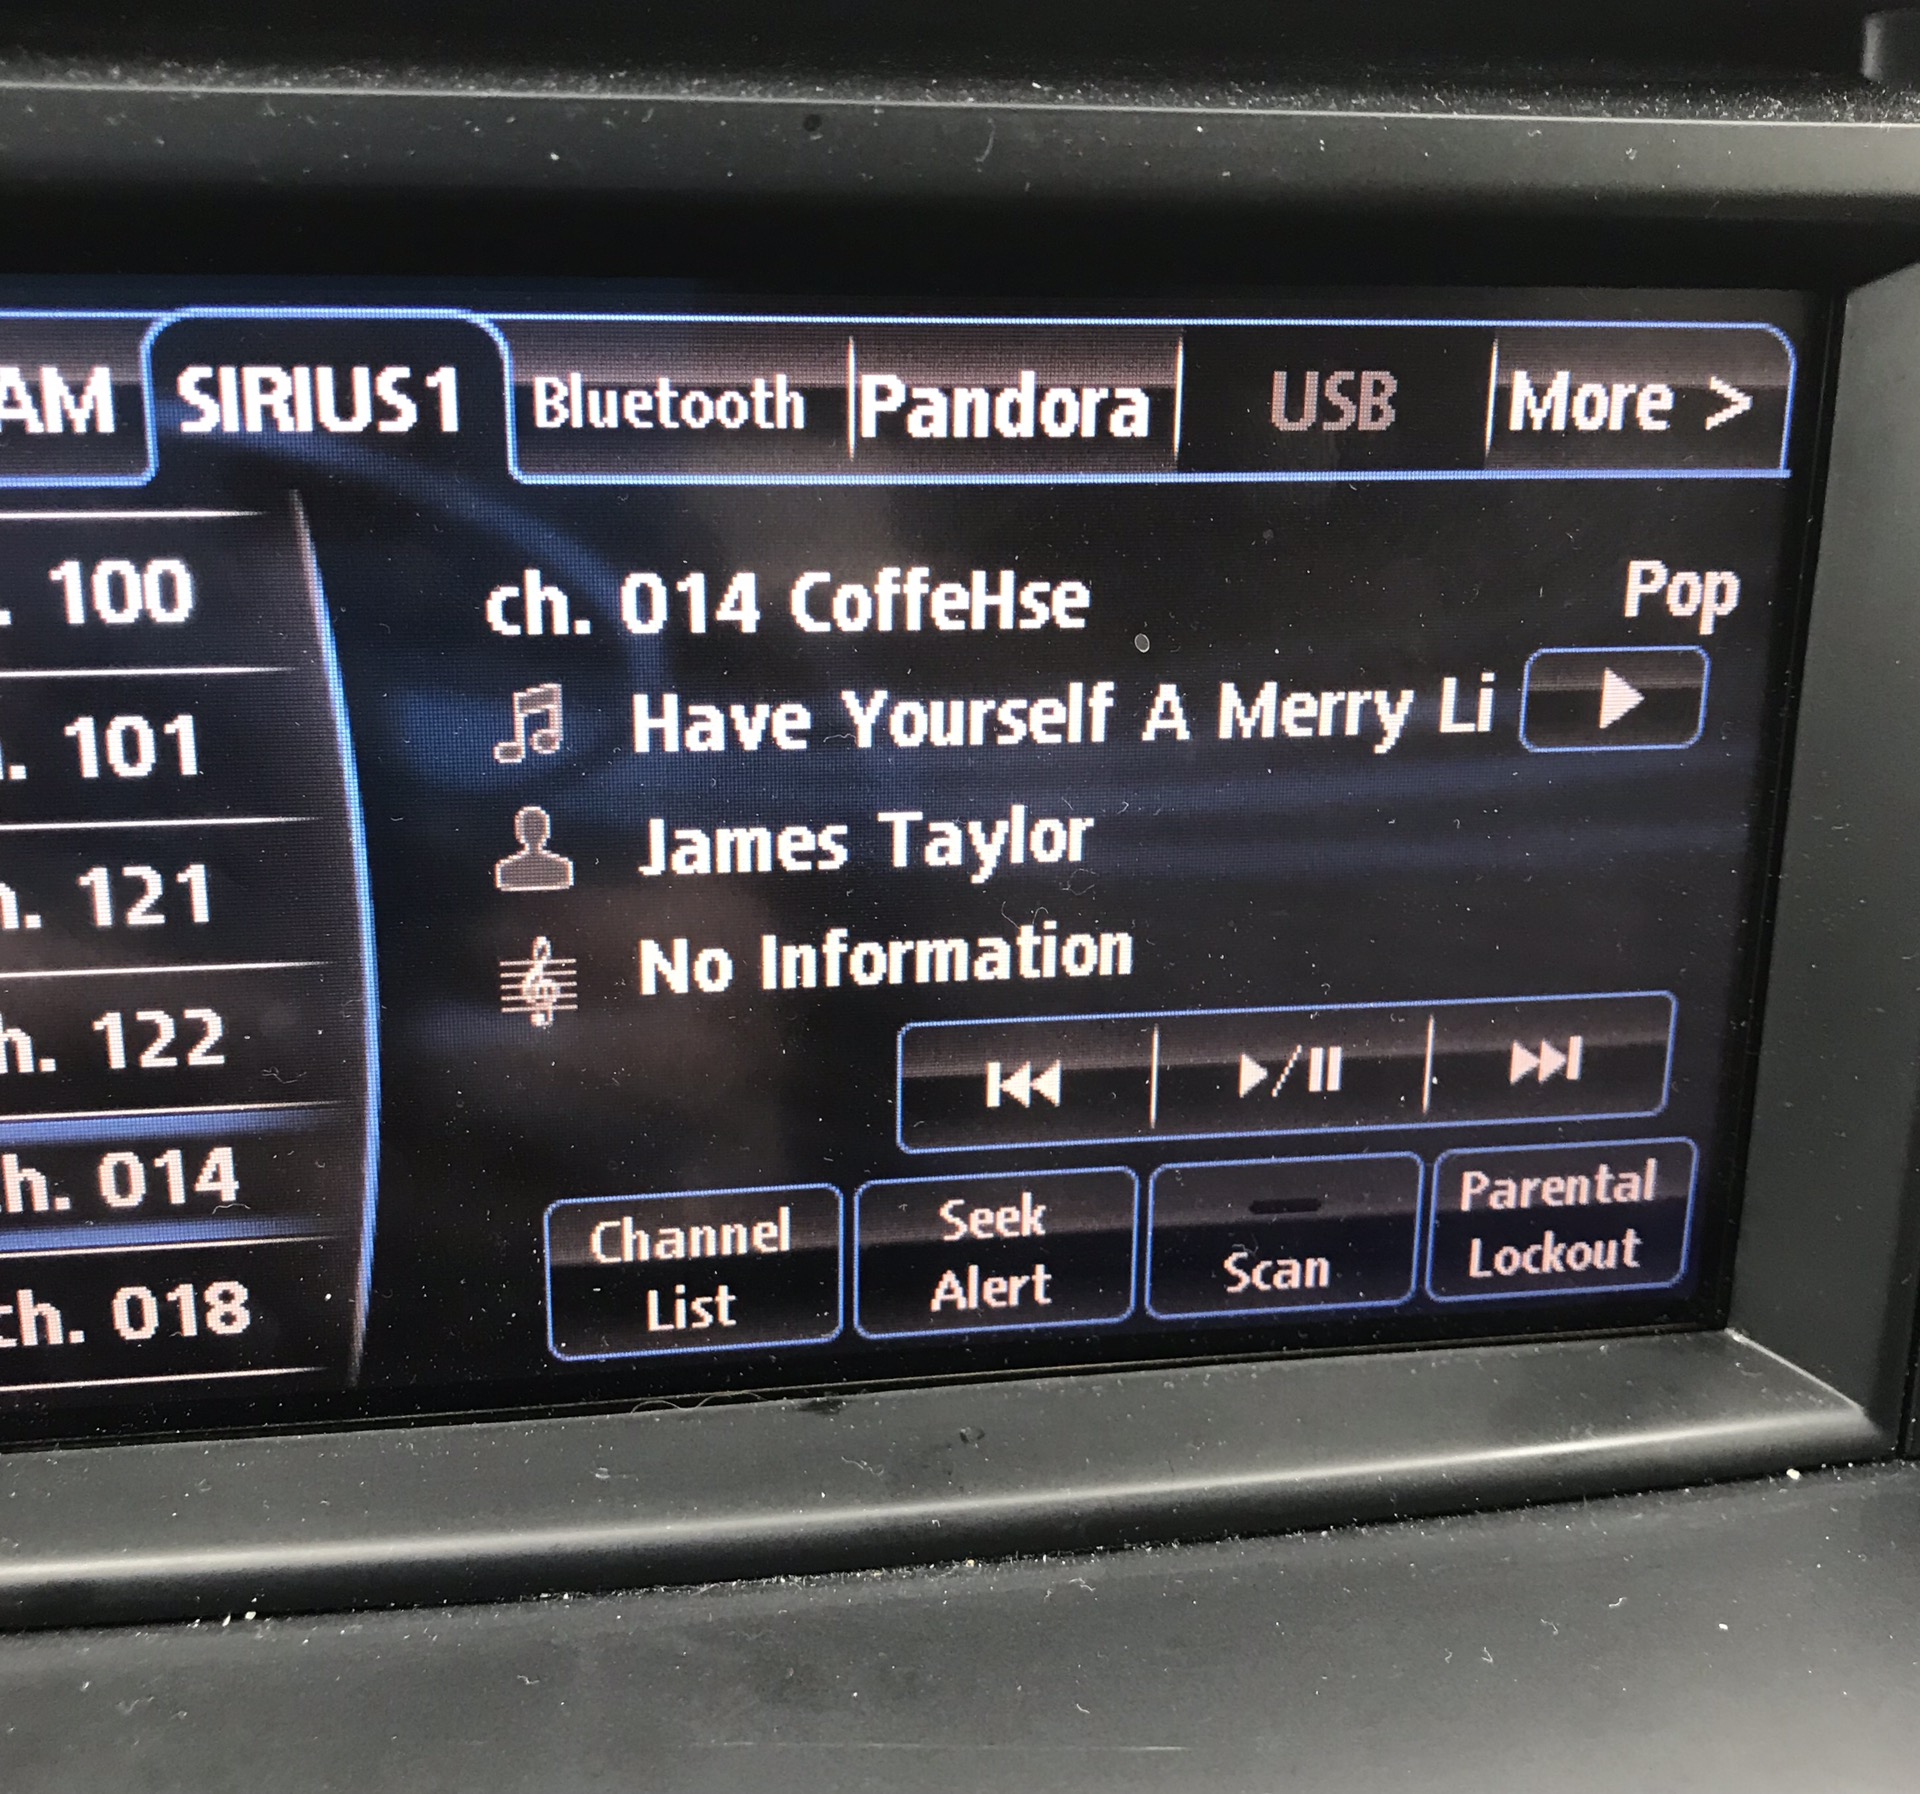 AM SIRIUS1 Bluetooth Pandora USB More >
. 100
. 101
h. 121
h. 122
h. 014
ch. 018
ch. 014 CoffeHse
Pop
Have Yourself A Merry Li
James Taylor
No Information
Channel
List
Seek
Alert
Scan
Parental
Lockout